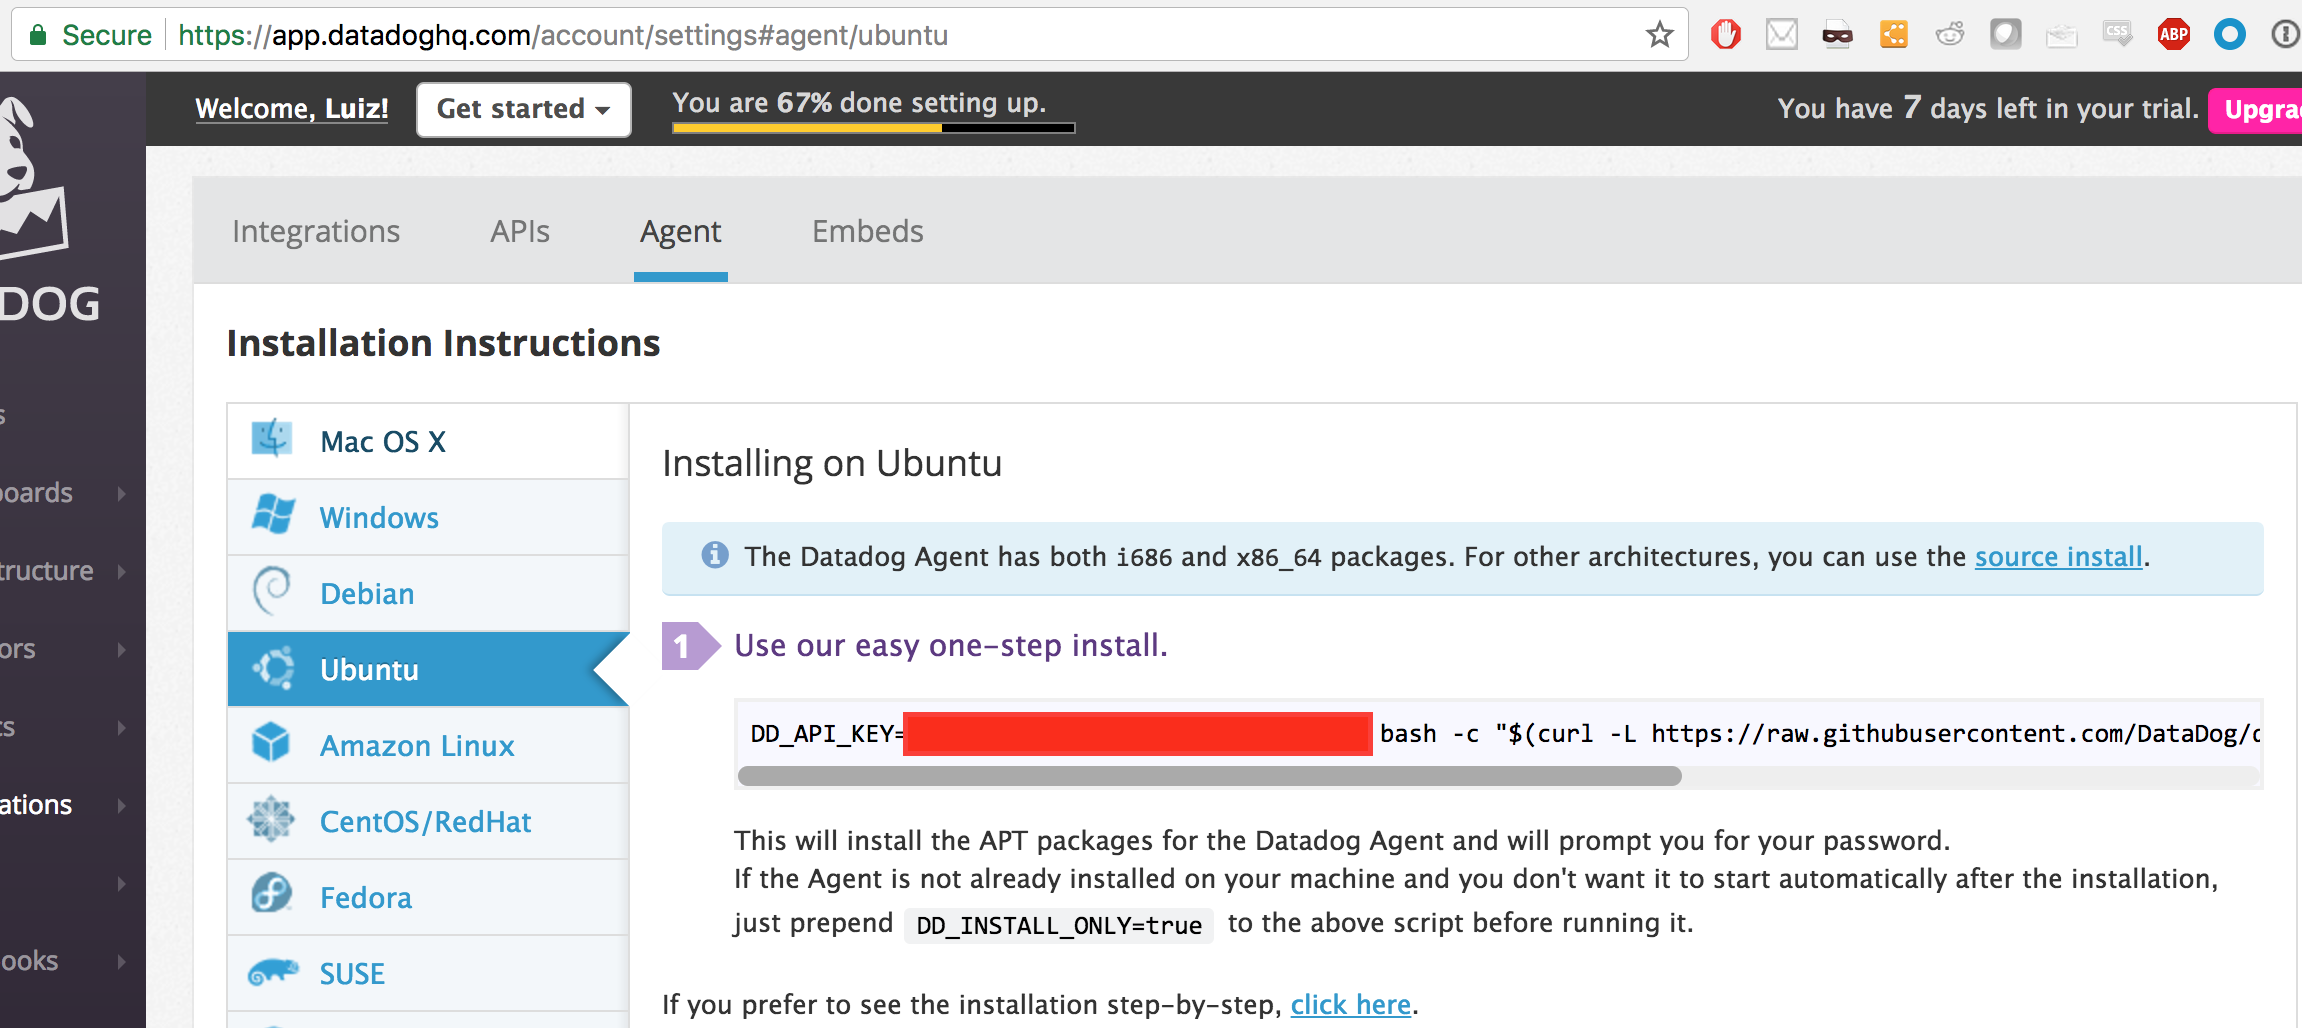 Secure https://app.datadoghq.com/account/settings#agent/ubuntu
CSS
ABP
Welcome, Luiz!
Get started
You are 67% done setting up.
You have 7 days left in your trial.
Upgra
DOG
Integrations
APIs
Agent
Embeds
Installation Instructions
s
boards
tructure
ors
ts
ations
ooks
Mac OS X
Windows
Debian
Ubuntu
Amazon Linux
CentOS/RedHat
Fedora
SUSE
Installing on Ubuntu
The Datadog Agent has both i686 and x86_64 packages. For other architectures, you can use the source install.
1 Use our easy one-step install.
DD_API_KEY= bash -c "$(curl -L https://raw.githubusercontent.com/DataDog/d
This will install the APT packages for the Datadog Agent and will prompt you for your password.
If the Agent is not already installed on your machine and you don't want it to start automatically after the installation,
just prepend DD_INSTALL_ONLY=true to the above script before running it.
If you prefer to see the installation step-by-step, click here.